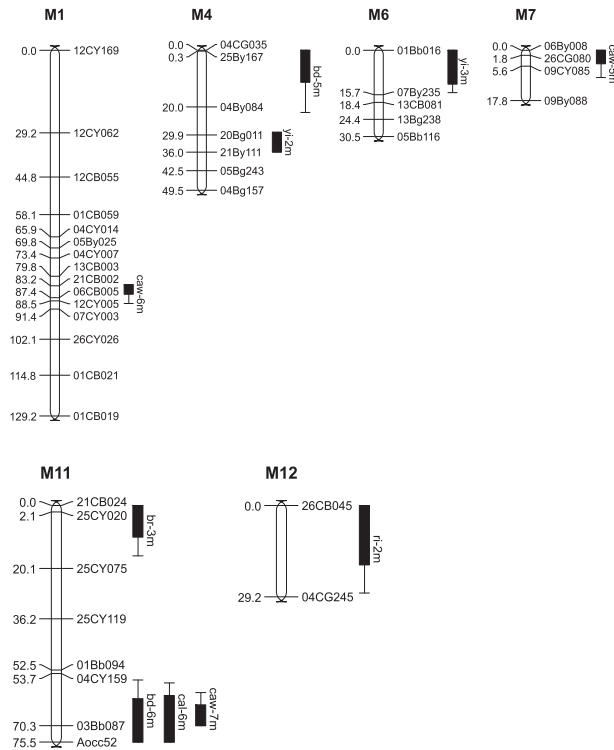 M1
0.0 12CY169
29.2 12CY062
44.8 12CB055
58.1 01CB059
65.9 04CY014
69.8 05By025
73.4 04CY007
79.8 13CB003
83.2 21CB002
87.4 06CB005
88.5 12CY005
91.4 07CY003
102.1 26CY026
114.8 01CB021
129.2 01CB019
caw-6m
M4
0.0 04CG035
0.3 25By167
20.0 04By084
29.9 20Bg011
36.0 21By111
42.5 05Bg243
49.5 04Bg157
bd-5m
yi-2m
M6
0.0 01Bb016
15.7 07By235
18.4 13CB081
24.4 13Bg238
30.5 05Bb116
yi-3m
M7
0.0 06By008
1.8 26CG080
5.6 09CY085
17.8 09By088
caw-5m
M11
0.0 21CB024
2.1 25CY020
20.1 25CY075
36.2 25CY119
52.5 01Bb094
53.7 04CY159
70.3 03Bb087
75.5 Aocc52
br-3m
bd-6m
cal-6m
caw-7m
M12
0.0 26CB045
29.2 04CG245
ri-2m